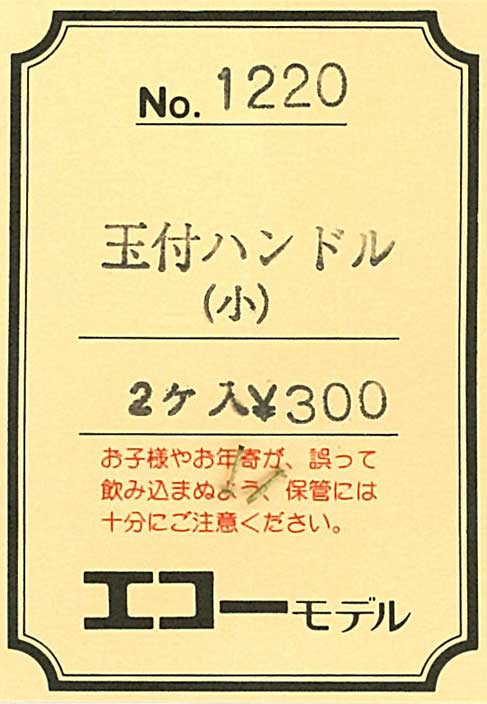 No. 1220
玉付ハンドル
(小)
2ケ入¥300
お子様やお年寄が、誤って
飲み込まぬよう、保管には
十分にご注意ください。
エコーモデル